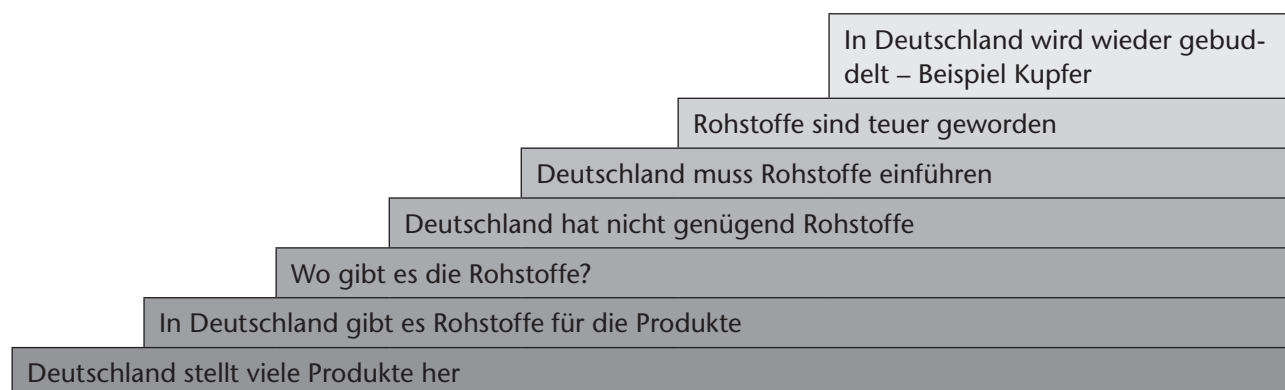 In Deutschland wird wieder gebud-
delt – Beispiel Kupfer
Rohstoffe sind teuer geworden
Deutschland muss Rohstoffe einführen
Deutschland hat nicht genügend Rohstoffe
Wo gibt es die Rohstoffe?
In Deutschland gibt es Rohstoffe für die Produkte
Deutschland stellt viele Produkte her